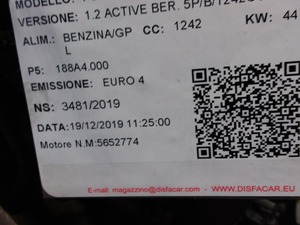 MODELLO:
VERSIONE: 1.2 ACTIVE BER. 5P/B/1242
ALIM.: BENZINA/GP CC: 1242 KW: 44
L
P5: 188A4.000
EMISSIONE: EURO 4
NS: 3481/2019
DATA:19/12/2019 11:25:00
Motore N.M:5652774
E-mail: magazzino@disfacar.com - WWW.DISFACAR.EU